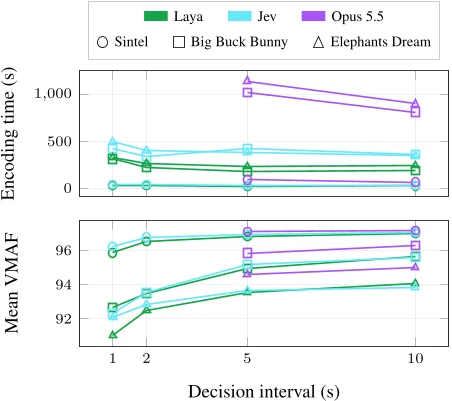 Laya Jev Opus 5.5
Sintel Big Buck Bunny Elephants Dream
Encoding time (s)
1,000
500
0
Mean VMAF
96
94
92
1 2 5 10
Decision interval (s)